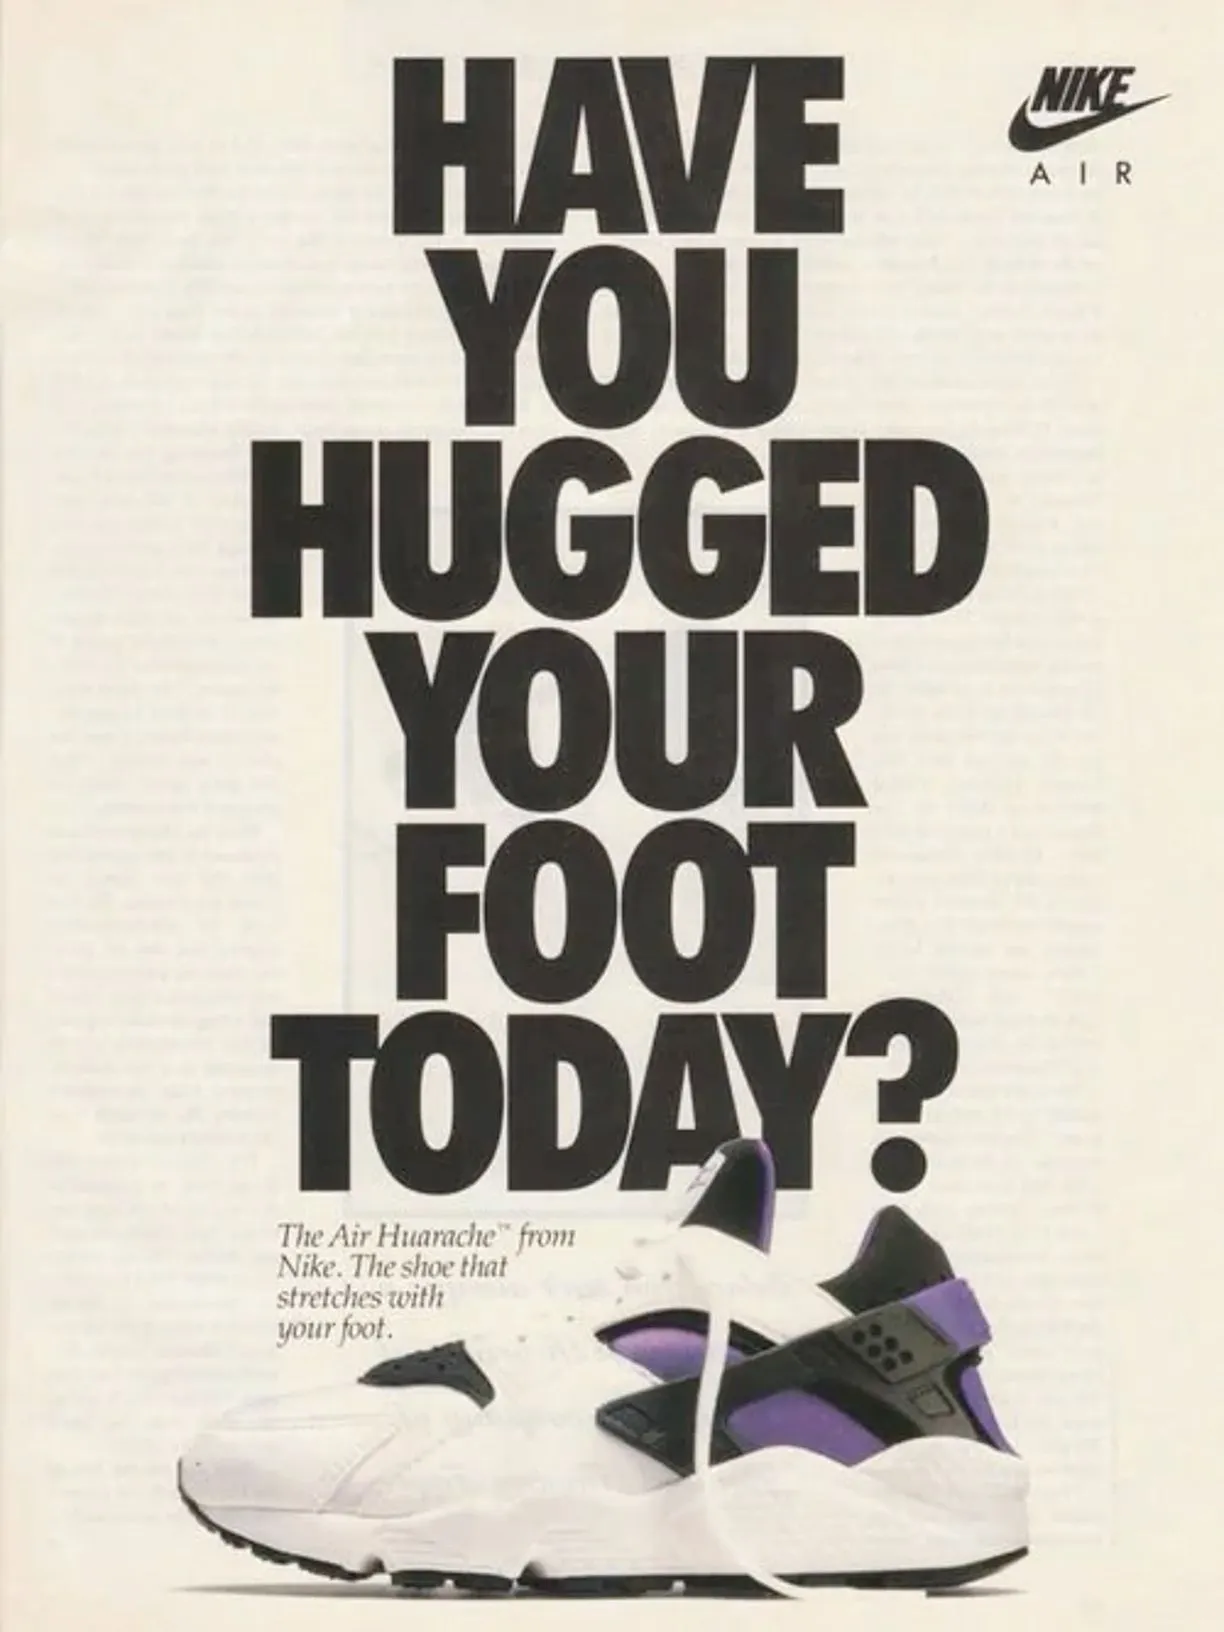 HAVE
YOU
HUGGED
YOUR
FOOT
TODAY?
NIKE
AIR
The Air Huarache™ from
Nike. The shoe that
stretches with
your foot.